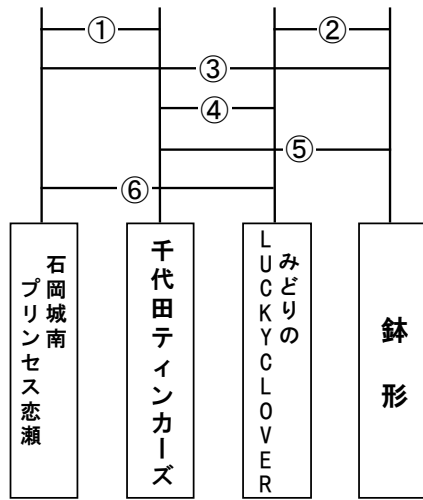 ①
②
③
④
⑤
⑥
石岡城南
プリンセス恋瀬
千代田ティンカーズ
みどりの
LUCKYCLOVER
鉢形